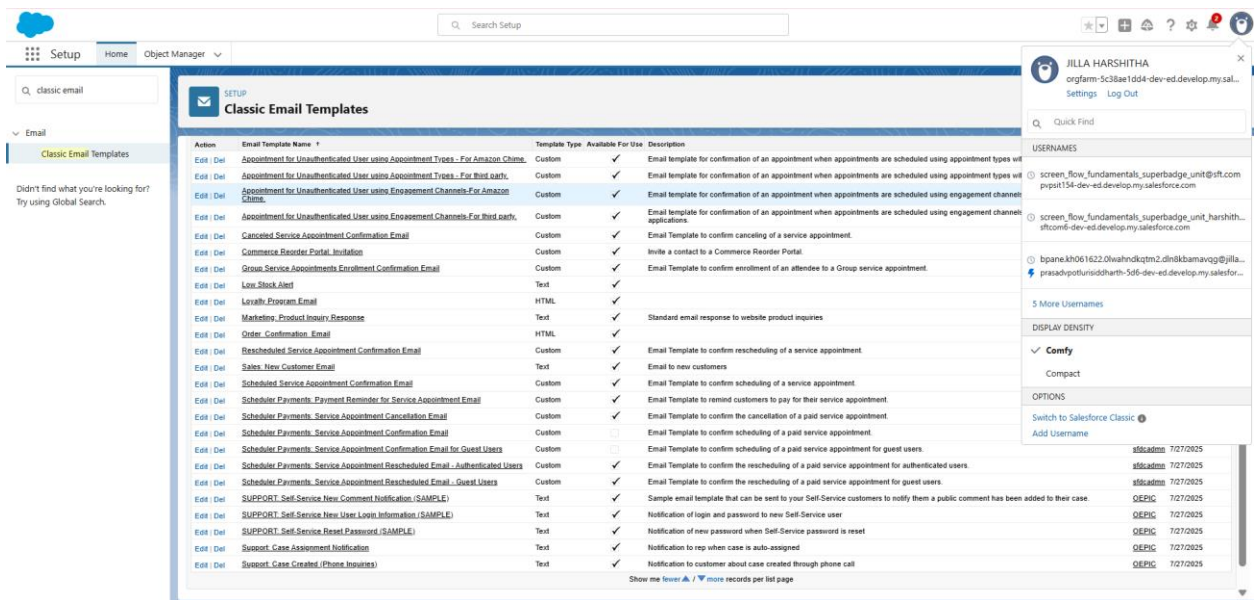 Search Setup
2
Setup
Home
Object Manager
classic email
Email
Classic Email Templates
Didn't find what you're looking for?
Try using Global Search.
SETUP
Classic Email Templates
Action Email Template Name ↑ Template Type Available For Use Description
Edit | Del Appointment for Unauthenticated User using Appointment Types - For Amazon Chime. Custom ✓ Email template for confirmation of an appointment when appointments are scheduled using appointment types wil
Edit | Del Appointment for Unauthenticated User using Appointment Types - For third party. Custom ✓ Email template for confirmation of an appointment when appointments are scheduled using appointment types wil
Edit | Del Appointment for Unauthenticated User using Engagement Channels-For Amazon Custom ✓ Email template for confirmation of an appointment when appointments are scheduled using engagement channels
Chime.
Edit | Del Appointment for Unauthenticated User using Engagement Channels-For third party. Custom ✓ Email template for confirmation of an appointment when appointments are scheduled using engagement channels
applications.
Edit | Del Canceled Service Appointment Confirmation Email Custom ✓ Email Template to confirm canceling of a service appointment.
Edit | Del Commerce Reorder Portal: Invitation Custom ✓ Invite a contact to a Commerce Reorder Portal.
Edit | Del Group Service Appointments Enrollment Confirmation Email Custom ✓ Email Template to confirm enrollment of an attendee to a Group service appointment.
Edit | Del Low Stock Alert Text ✓
Edit | Del Loyalty Program Email HTML ✓
Edit | Del Marketing: Product Inquiry Response Text ✓ Standard email response to website product inquiries
Edit | Del Order Confirmation Email HTML ✓
Edit | Del Rescheduled Service Appointment Confirmation Email Custom ✓ Email Template to confirm rescheduling of a service appointment.
Edit | Del Sales: New Customer Email Text ✓ Email to new customers
Edit | Del Scheduled Service Appointment Confirmation Email Custom ✓ Email Template to confirm scheduling of a service appointment.
Edit | Del Scheduler Payments: Payment Reminder for Service Appointment Email Custom ✓ Email Template to remind customers to pay for their service appointment.
Edit | Del Scheduler Payments: Service Appointment Cancellation Email Custom ✓ Email Template to confirm the cancellation of a paid service appointment.
Edit | Del Scheduler Payments: Service Appointment Confirmation Email Custom Email Template to confirm scheduling of a paid service appointment.
Edit | Del Scheduler Payments: Service Appointment Confirmation Email for Guest Users Custom Email Template to confirm scheduling of a paid service appointment for guest users. sfdcadmn 7/27/2025
Edit | Del Scheduler Payments: Service Appointment Rescheduled Email - Authenticated Users Custom ✓ Email Template to confirm the rescheduling of a paid service appointment for authenticated users. sfdcadmn 7/27/2025
Edit | Del Scheduler Payments: Service Appointment Rescheduled Email - Guest Users Custom ✓ Email Template to confirm the rescheduling of a paid service appointment for guest users. sfdcadmn 7/27/2025
Edit | Del SUPPORT: Self-Service New Comment Notification (SAMPLE) Text ✓ Sample email template that can be sent to your Self-Service customers to notify them a public comment has been added to their case. OEPIC 7/27/2025
Edit | Del SUPPORT: Self-Service New User Login Information (SAMPLE) Text ✓ Notification of login and password to new Self-Service user OEPIC 7/27/2025
Edit | Del SUPPORT: Self-Service Reset Password (SAMPLE) Text ✓ Notification of new password when Self-Service password is reset OEPIC 7/27/2025
Edit | Del Support: Case Assignment Notification Text ✓ Notification to rep when case is auto-assigned OEPIC 7/27/2025
Edit | Del Support: Case Created (Phone Inquiries) Text ✓ Notification to customer about case created through phone call OEPIC 7/27/2025
Show me fewer ▲ / ▼ more records per list page
JILLA HARSHITHA
orgfarm-5c38ae1dd4-dev-ed.develop.my.sal...
Settings Log Out
Quick Find
USERNAMES
screen_flow_fundamentals_superbadge_unit@sft.com
pvpsit154-dev-ed.develop.my.salesforce.com
screen_flow_fundamentals_superbadge_unit_harshith...
sftcom6-dev-ed.develop.my.salesforce.com
bpane.kh061622.0lwahndkqtm2.dln8kbamavqg@jilla...
prasadvpotlurisiddharth-5d6-dev-ed.develop.my.salesfor...
5 More Usernames
DISPLAY DENSITY
✓ Comfy
Compact
OPTIONS
Switch to Salesforce Classic
Add Username